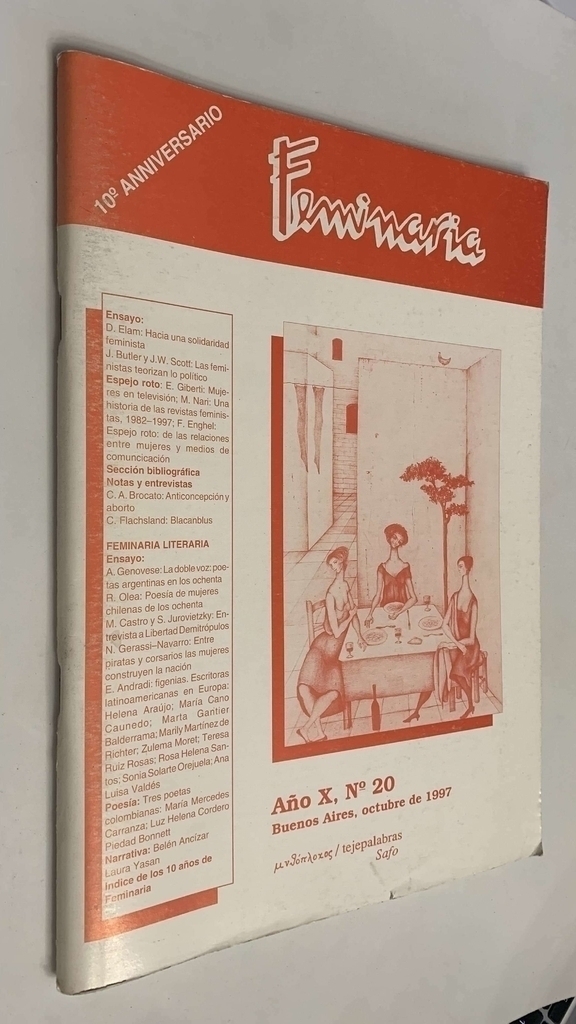 10º ANNIVERSARIO
Feminaria
Ensayo:
D. Elam: Hacia una solidaridad
feminista
J. Butler y J.W. Scott: Las femi-
nistas teorizan lo político
Espejo roto: E. Giberti: Muje-
res en televisión; M. Nari: Una
historia de las revistas feminis-
tas, 1982–1997; F. Enghel:
Espejo roto: de las relaciones
entre mujeres y medios de
comuncicación
Sección bibliográfica
Notas y entrevistas
C. A. Brocato: Anticoncepción y
aborto
C. Flachsland: Blacanblus
FEMINARIA LITERARIA
Ensayo:
A. Genovese: La doble voz: poe-
tas argentinas en los ochenta
R. Olea: Poesía de mujeres
chilenas de los ochenta
M. Castro y S. Jurovietzky: En-
trevista a Libertad Demitrópulos
N. Gerassi–Navarro: Entre
piratas y corsarios las mujeres
construyen la nación
E. Andradi: figenias. Escritoras
latinoamericanas en Europa:
Helena Araújo; María Cano
Caunedo; Marta Gantier
Balderrama; Marily Martínez de
Richter; Zulema Moret; Teresa
Ruiz Rosas; Rosa Helena San-
tos; Sonia Solarte Orejuela; Ana
Luisa Valdés
Poesía: Tres poetas
colombianas: María Mercedes
Carranza; Luz Helena Cordero
Piedad Bonnett
Narrativa: Belén Ancízar
Laura Yasan
Indice de los 10 años de
Feminaria
Año X, Nº 20
Buenos Aires, octubre de 1997
μυθόπλοκος / tejepalabras
Safo